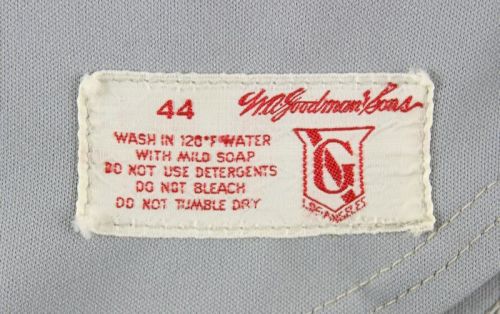 44
Wm. Goodman & Sons
WASH IN 120°F WATER
WITH MILD SOAP
DO NOT USE DETERGENTS
DO NOT BLEACH
DO NOT TUMBLE DRY
G
LOS ANGELES